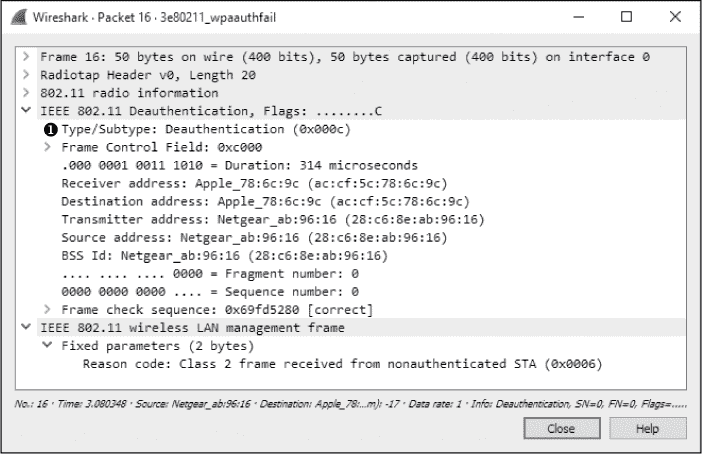 Wireshark · Packet 16 · 3e80211_wpaauthfail
Frame 16: 50 bytes on wire (400 bits), 50 bytes captured (400 bits) on interface 0
Radiotap Header v0, Length 20
802.11 radio information
IEEE 802.11 Deauthentication, Flags: ........C
❶ Type/Subtype: Deauthentication (0x000c)
Frame Control Field: 0xc000
.000 0001 0011 1010 = Duration: 314 microseconds
Receiver address: Apple_78:6c:9c (ac:cf:5c:78:6c:9c)
Destination address: Apple_78:6c:9c (ac:cf:5c:78:6c:9c)
Transmitter address: Netgear_ab:96:16 (28:c6:8e:ab:96:16)
Source address: Netgear_ab:96:16 (28:c6:8e:ab:96:16)
BSS Id: Netgear_ab:96:16 (28:c6:8e:ab:96:16)
.... .... .... 0000 = Fragment number: 0
0000 0000 0000 .... = Sequence number: 0
Frame check sequence: 0x69fd5280 [correct]
IEEE 802.11 wireless LAN management frame
Fixed parameters (2 bytes)
Reason code: Class 2 frame received from nonauthenticated STA (0x0006)
No.: 16 · Time: 3.080348 · Source: Netgear_ab:96:16 · Destination: Apple_78:...m): -17 · Data rate: 1 · Info: Deauthentication, SN=0, FN=0, Flags=.....
Close Help